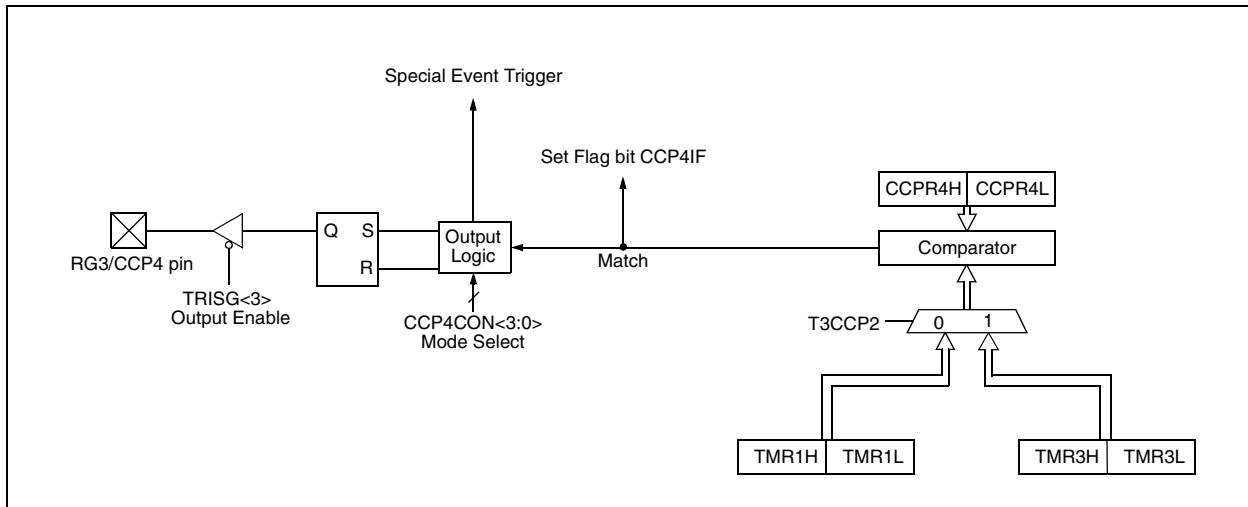 Special Event Trigger
Set Flag bit CCP4IF
CCPR4H CCPR4L
Q S
R
Output
Logic
Comparator
Match
RG3/CCP4 pin
TRISG<3>
Output Enable
CCP4CON<3:0>
Mode Select
T3CCP2
0 1
TMR1H TMR1L
TMR3H TMR3L